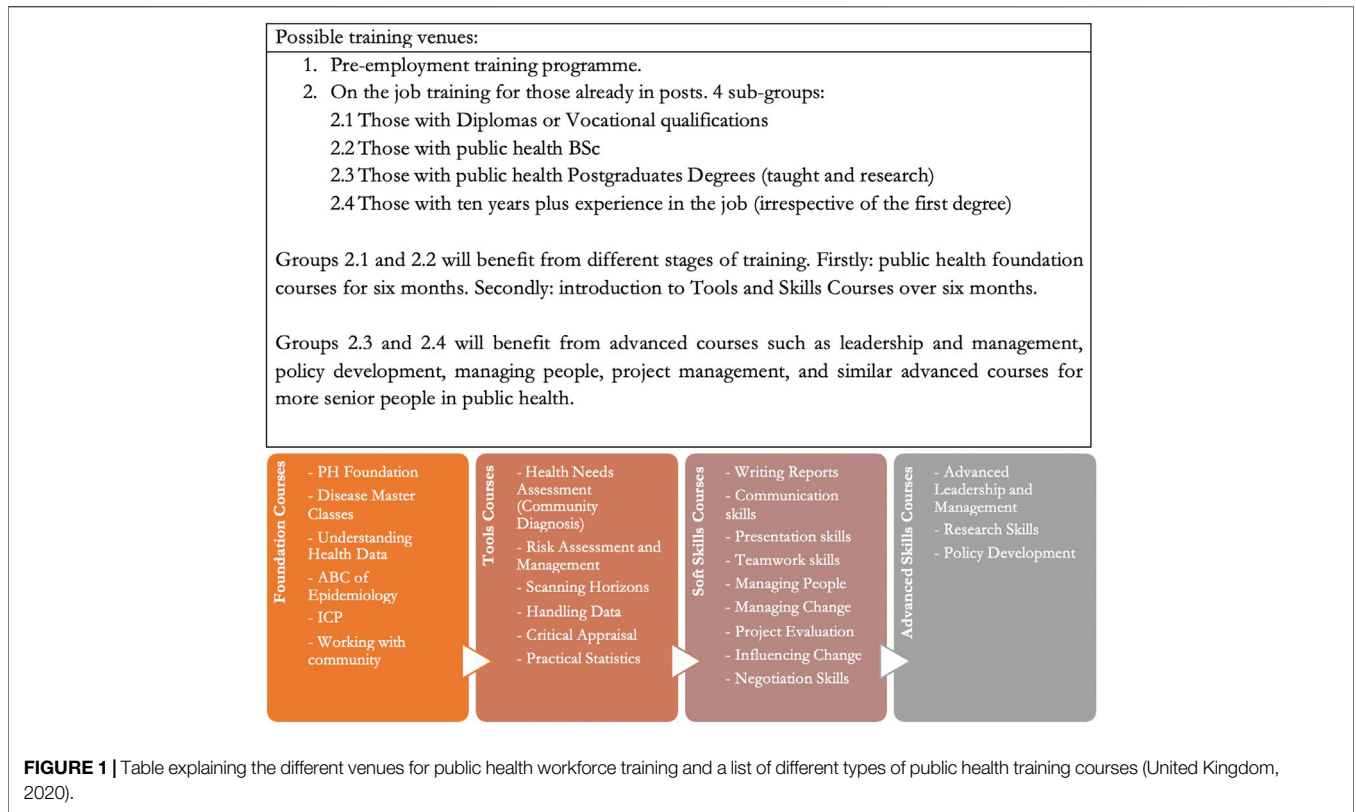 Possible training venues:
1. Pre-employment training programme.
2. On the job training for those already in posts. 4 sub-groups:
2.1 Those with Diplomas or Vocational qualifications
2.2 Those with public health BSc
2.3 Those with public health Postgraduates Degrees (taught and research)
2.4 Those with ten years plus experience in the job (irrespective of the first degree)
Groups 2.1 and 2.2 will benefit from different stages of training. Firstly: public health foundation
courses for six months. Secondly: introduction to Tools and Skills Courses over six months.
Groups 2.3 and 2.4 will benefit from advanced courses such as leadership and management,
policy development, managing people, project management, and similar advanced courses for
more senior people in public health.
Foundation Courses
- PH Foundation
- Disease Master
Classes
- Understanding
Health Data
- ABC of
Epidemiology
- ICP
- Working with
community
Tools Courses
- Health Needs
Assessment
(Community
Diagnosis)
- Risk Assessment and
Management
- Scanning Horizons
- Handling Data
- Critical Appraisal
- Practical Statistics
Soft Skills Courses
- Writing Reports
- Communication
skills
- Presentation skills
- Teamwork skills
- Managing People
- Managing Change
- Project Evaluation
- Influencing Change
- Negotiation Skills
Advanced Skills Courses
- Advanced
Leadership and
Management
- Research Skills
- Policy Development
FIGURE 1 | Table explaining the different venues for public health workforce training and a list of different types of public health training courses (United Kingdom,
2020).